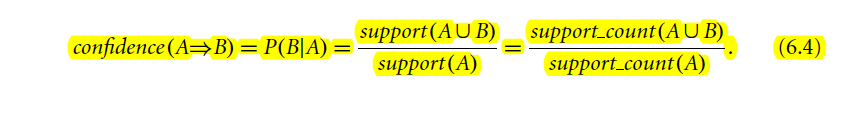 confidence(A⇒B) = P(B|A) = support(A ∪ B) / support(A) = support_count(A ∪ B) / support_count(A). (6.4)